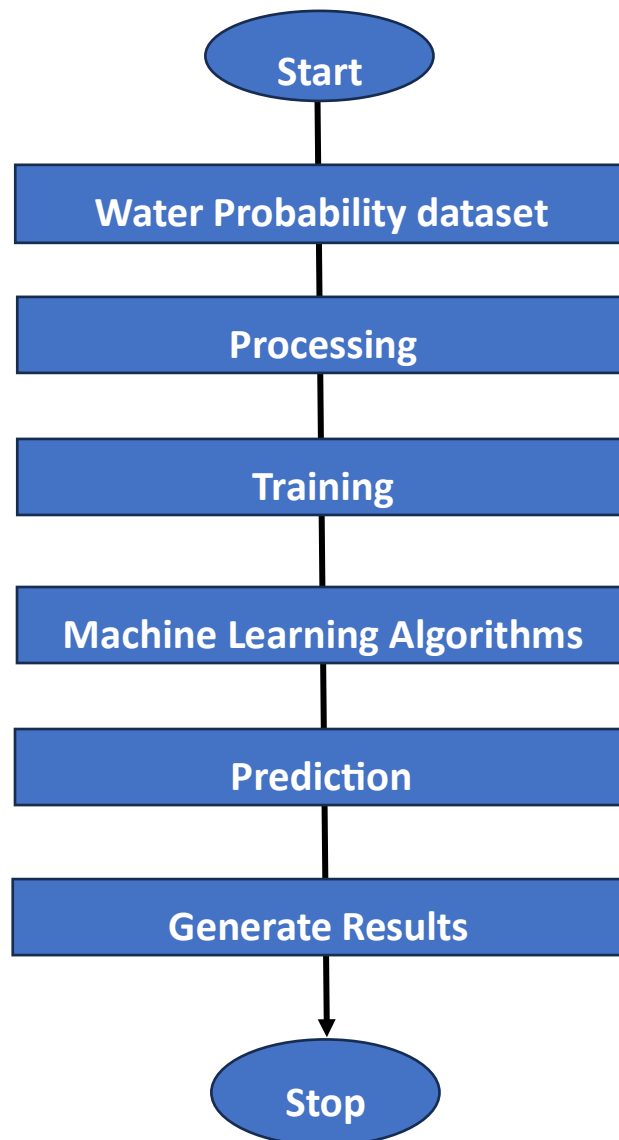 Start
Water Probability dataset
Processing
Training
Machine Learning Algorithms
Prediction
Generate Results
Stop